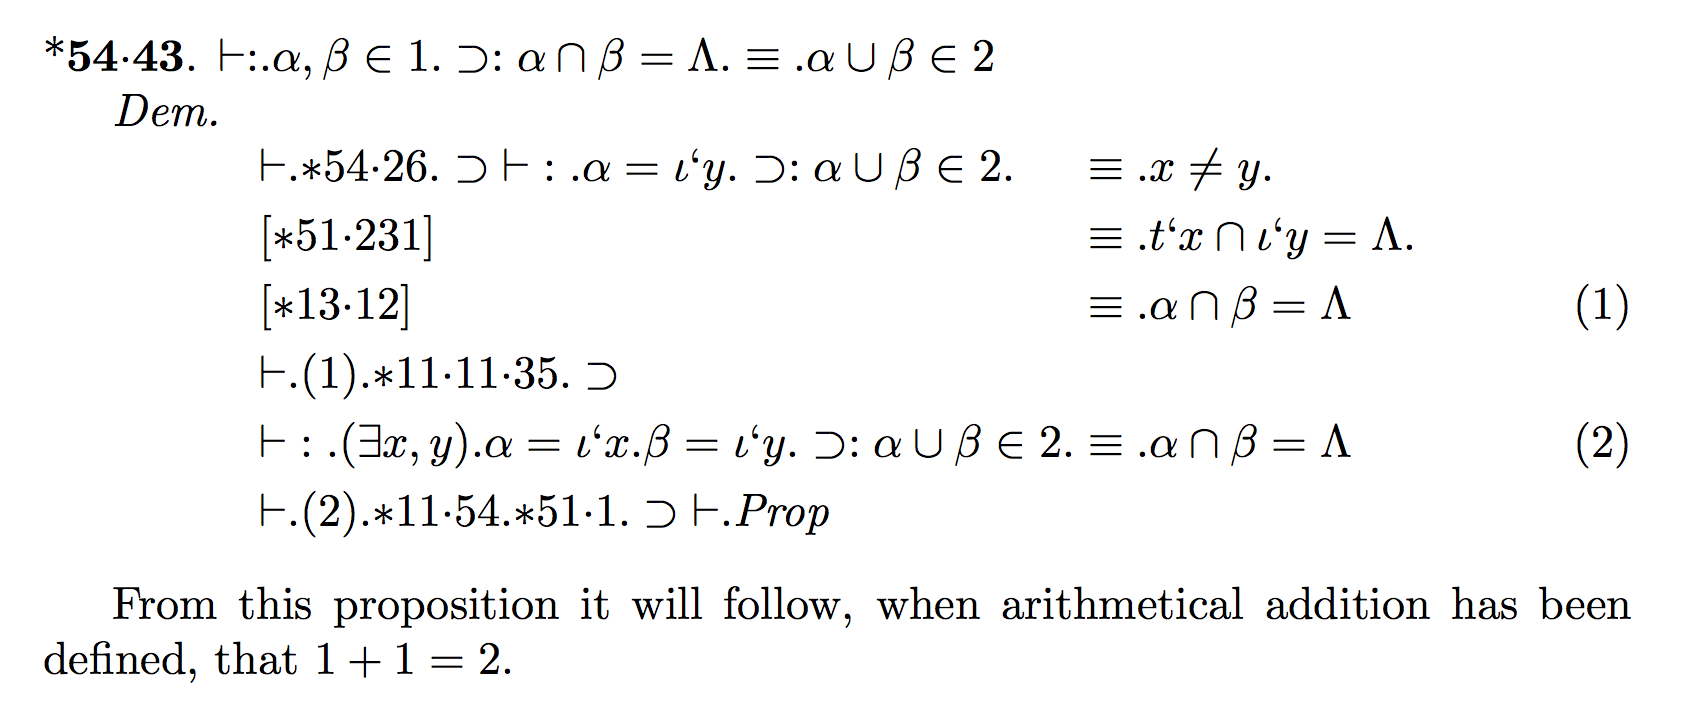 *54·43. ⊢:.α, β ∈ 1. ⊃: α ∩ β = Λ. ≡ .α ∪ β ∈ 2
Dem.
⊢.∗54·26. ⊃ ⊢ : .α = ι‘y. ⊃: α ∪ β ∈ 2. ≡ .x ≠ y.
[∗51·231] ≡ .t‘x ∩ ι‘y = Λ.
[∗13·12] ≡ .α ∩ β = Λ (1)
⊢.(1).∗11·11·35. ⊃
⊢ : .(∃x, y).α = ι‘x.β = ι‘y. ⊃: α ∪ β ∈ 2. ≡ .α ∩ β = Λ (2)
⊢.(2).∗11·54.∗51·1. ⊃ ⊢.Prop
From this proposition it will follow, when arithmetical addition has been
defined, that 1 + 1 = 2.